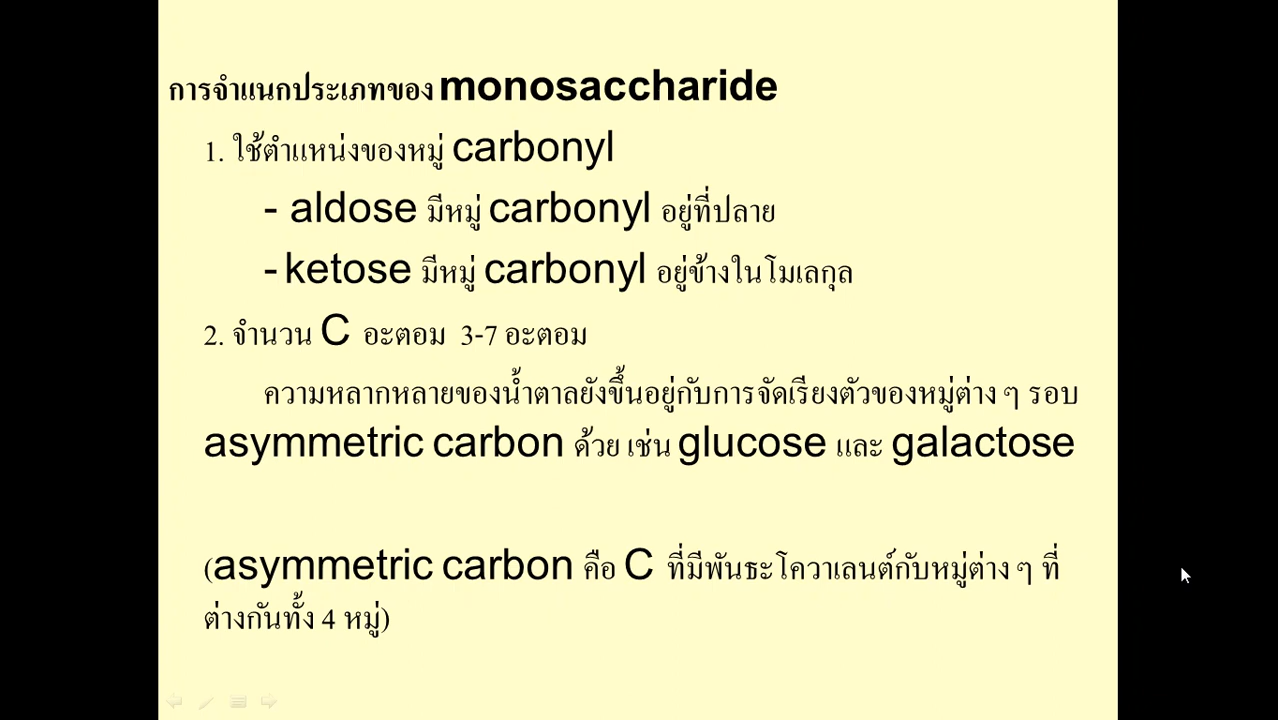 การจำแนกประเภทของ monosaccharide
1. ใช้ตำแหน่งของหมู่ carbonyl
- aldose มีหมู่ carbonyl อยู่ที่ปลาย
- ketose มีหมู่ carbonyl อยู่ข้างในโมเลกุล
2. จำนวน C อะตอม 3-7 อะตอม
ความหลากหลายของน้ำตาลยังขึ้นอยู่กับการจัดเรียงตัวของหมู่ต่าง ๆ รอบ
asymmetric carbon ด้วย เช่น glucose และ galactose
(asymmetric carbon คือ C ที่มีพันธะโควาเลนต์กับหมู่ต่าง ๆ ที่
ต่างกันทั้ง 4 หมู่)